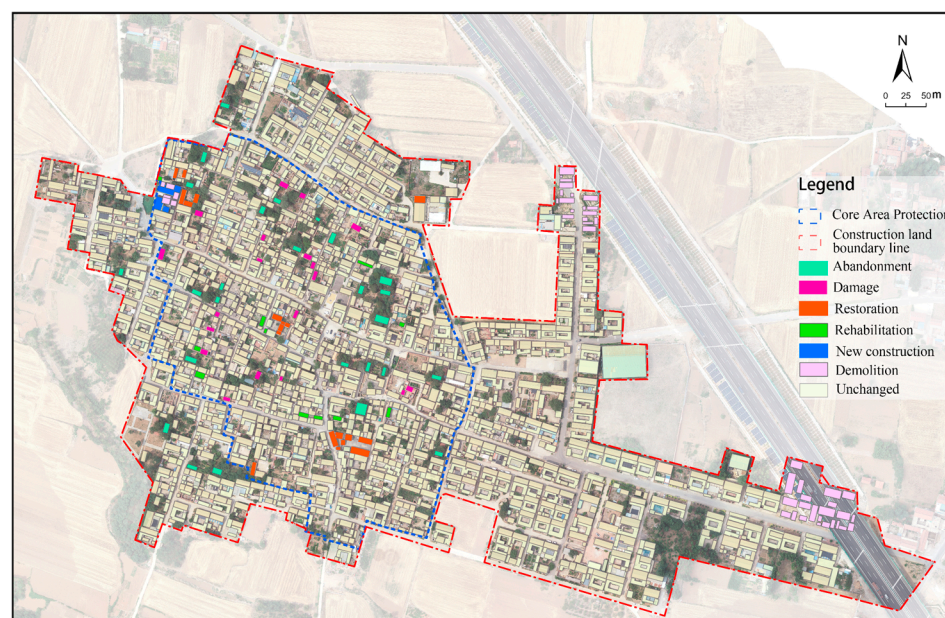 N
0 25 50m
Legend
Core Area Protection
Construction land
boundary line
Abandonment
Damage
Restoration
Rehabilitation
New construction
Demolition
Unchanged